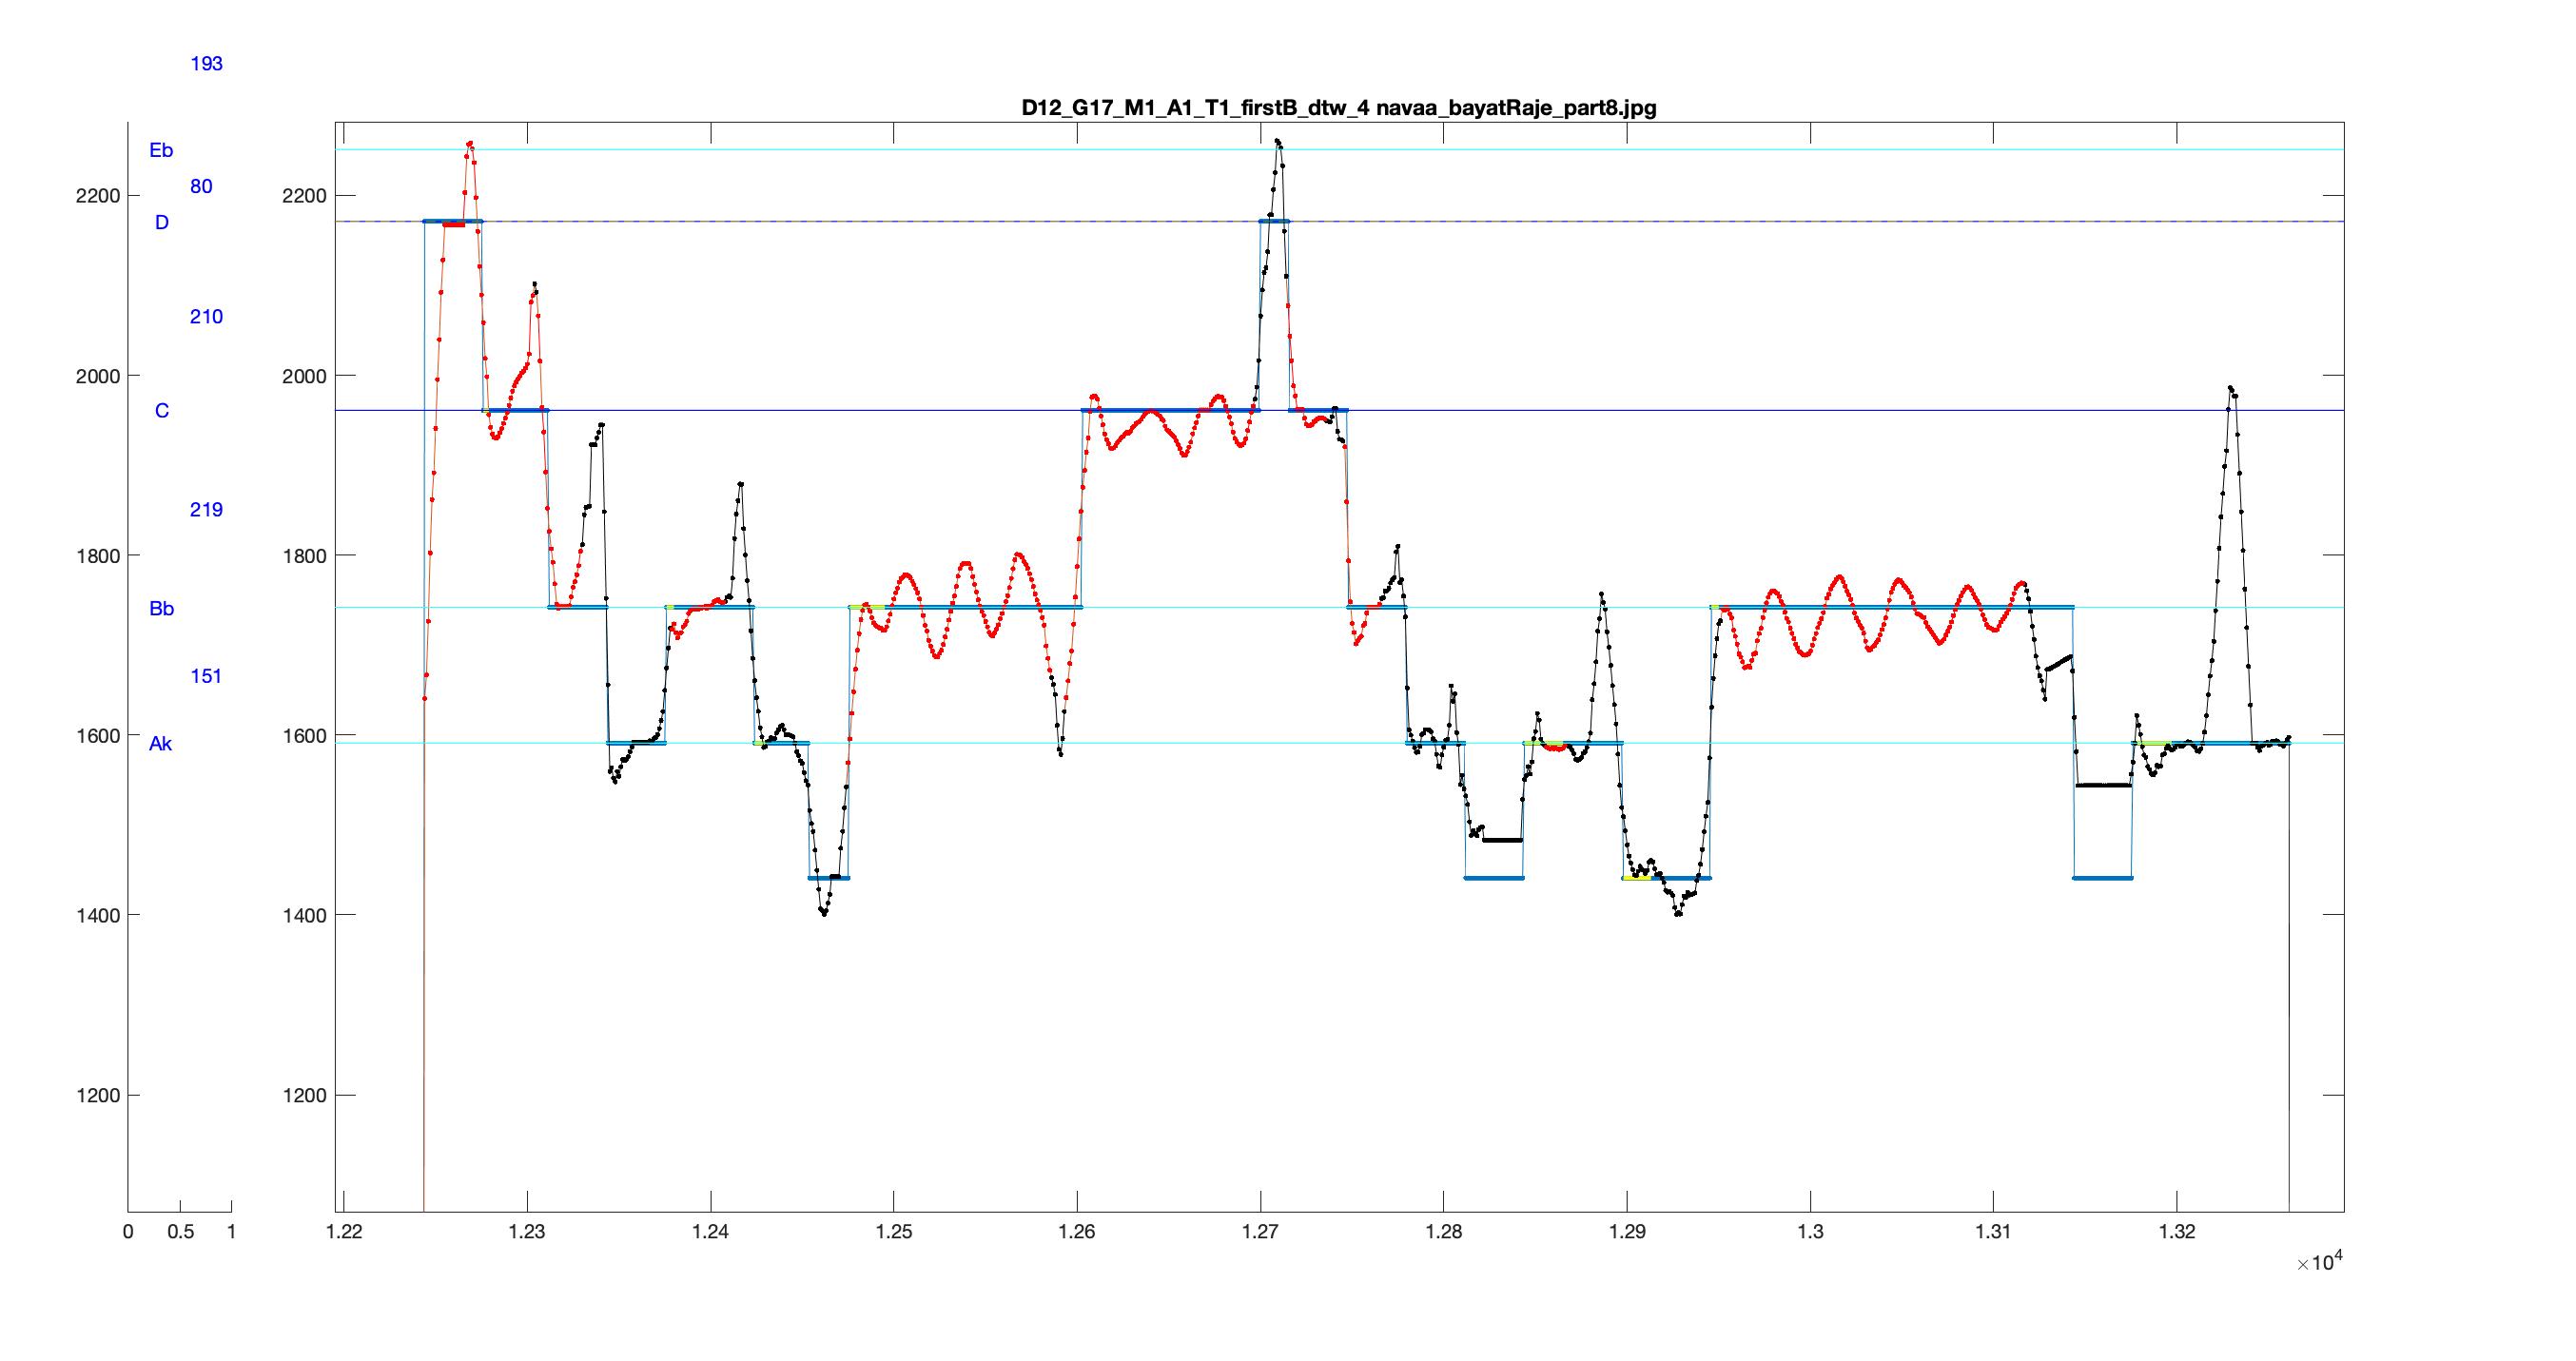 193
D12_G17_M1_A1_T1_firstB_dtw_4 navaa_bayatRaje_part8.jpg
Eb
80
2200 2200
D
210
2000 2000
C
219
1800 1800
Bb
151
1600 1600
Ak
1400 1400
1200 1200
0 0.5 1 1.22 1.23 1.24 1.25 1.26 1.27 1.28 1.29 1.3 1.31 1.32
×10^4